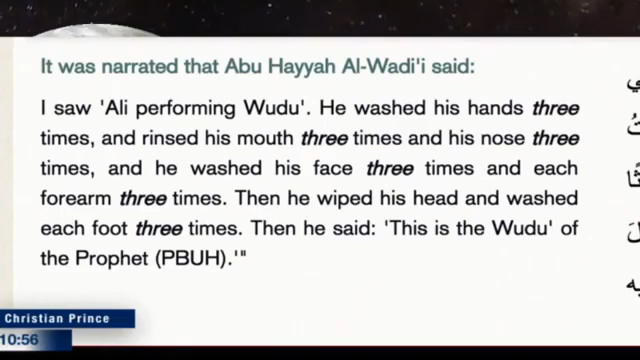 It was narrated that Abu Hayyah Al-Wadi'i said:
I saw 'Ali performing Wudu'. He washed his hands three
times, and rinsed his mouth three times and his nose three
times, and he washed his face three times and each
forearm three times. Then he wiped his head and washed
each foot three times. Then he said: 'This is the Wudu' of
the Prophet (PBUH).'"
Christian Prince
10:56